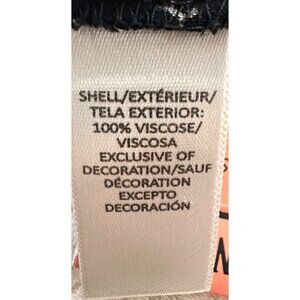 SHELL/EXTÉRIEUR/
TELA EXTERIOR:
100% VISCOSE/
VISCOSA
EXCLUSIVE OF
DECORATION/SAUF
DÉCORATION
EXCEPTO
DECORACIÓN